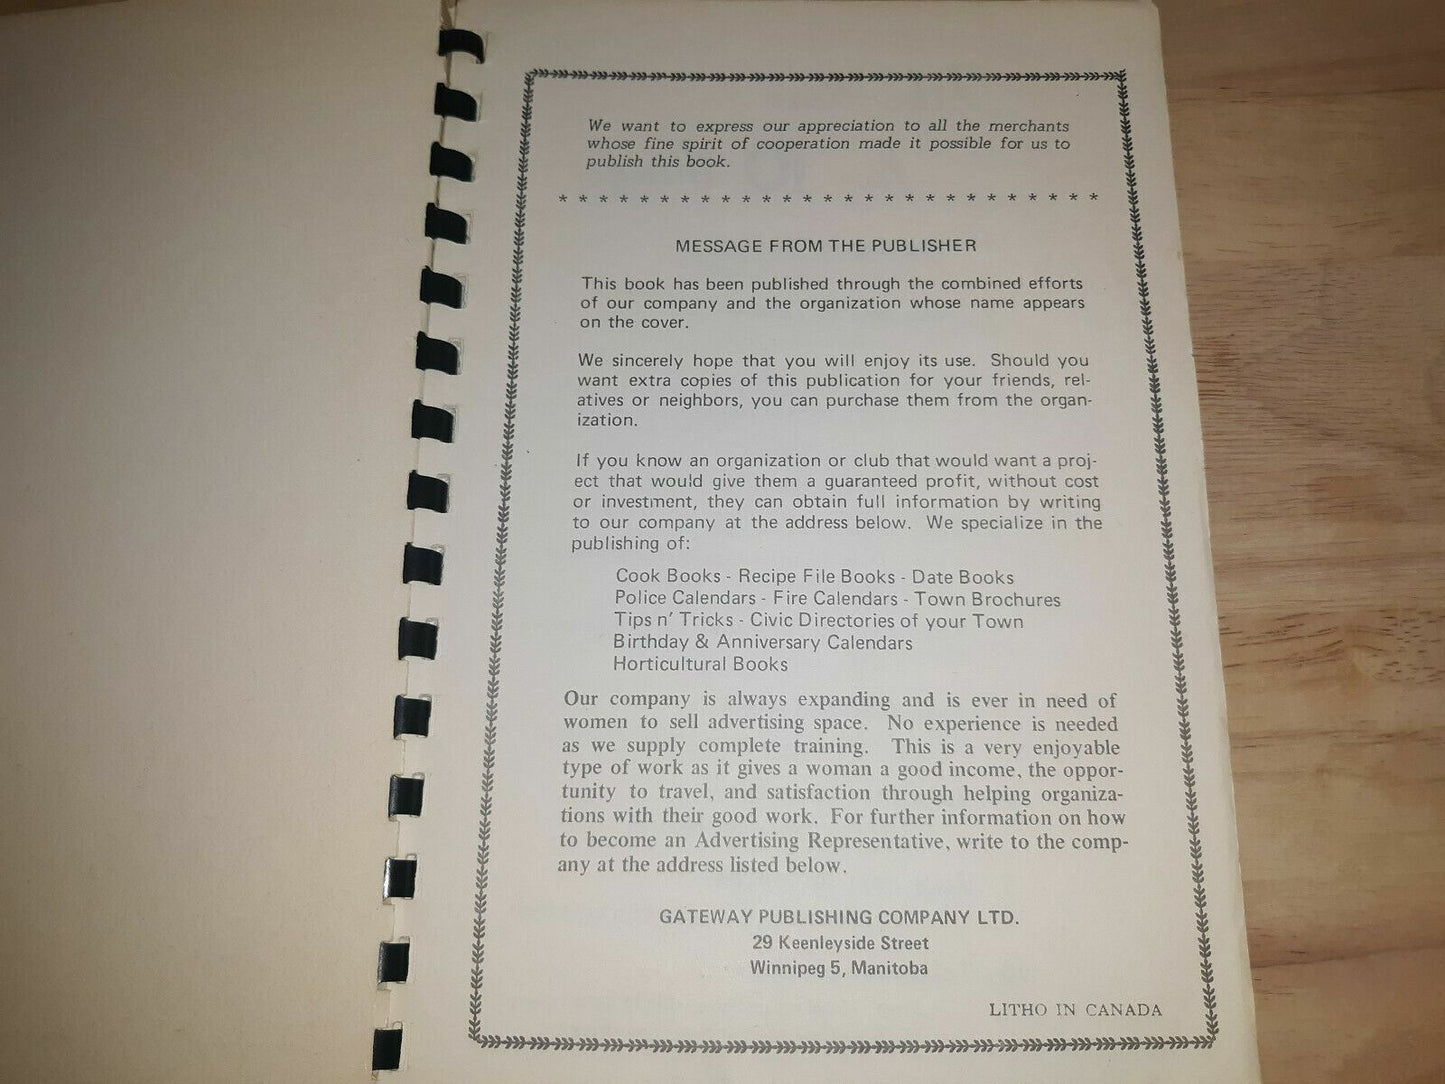 We want to express our appreciation to all the merchants
whose fine spirit of cooperation made it possible for us to
publish this book.
* * * * * * * * * * * * * * * * * * * * * * * * * * *
MESSAGE FROM THE PUBLISHER
This book has been published through the combined efforts
of our company and the organization whose name appears
on the cover.
We sincerely hope that you will enjoy its use. Should you
want extra copies of this publication for your friends, rel-
atives or neighbors, you can purchase them from the organ-
ization.
If you know an organization or club that would want a proj-
ect that would give them a guaranteed profit, without cost
or investment, they can obtain full information by writing
to our company at the address below. We specialize in the
publishing of:
Cook Books - Recipe File Books - Date Books
Police Calendars - Fire Calendars - Town Brochures
Tips n' Tricks - Civic Directories of your Town
Birthday & Anniversary Calendars
Horticultural Books
Our company is always expanding and is ever in need of
women to sell advertising space. No experience is needed
as we supply complete training. This is a very enjoyable
type of work as it gives a woman a good income, the oppor-
tunity to travel, and satisfaction through helping organiza-
tions with their good work. For further information on how
to become an Advertising Representative, write to the comp-
any at the address listed below.
GATEWAY PUBLISHING COMPANY LTD.
29 Keenleyside Street
Winnipeg 5, Manitoba
LITHO IN CANADA